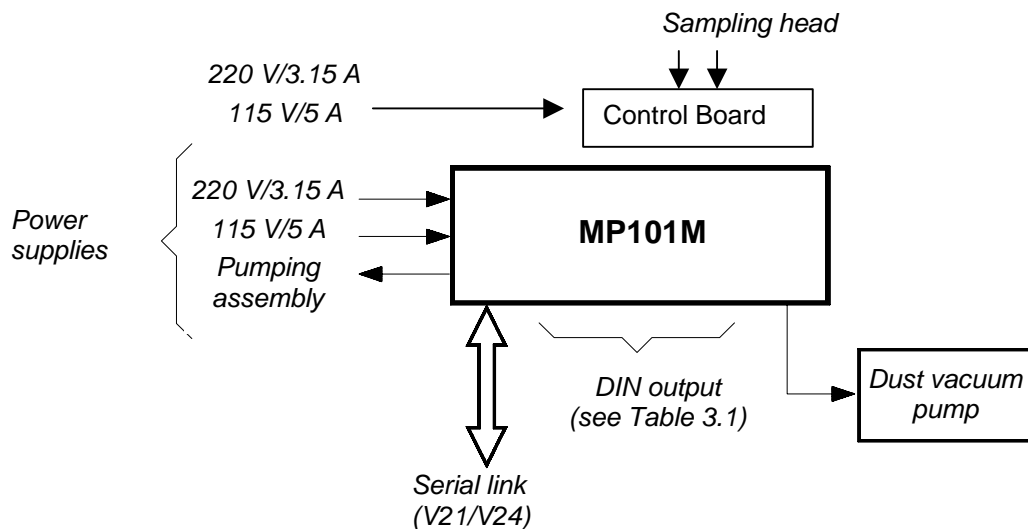 Sampling head
220 V/3.15 A
115 V/5 A
Control Board
Power
supplies
220 V/3.15 A
115 V/5 A
Pumping
assembly
MP101M
DIN output
(see Table 3.1)
Dust vacuum
pump
Serial link
(V21/V24)